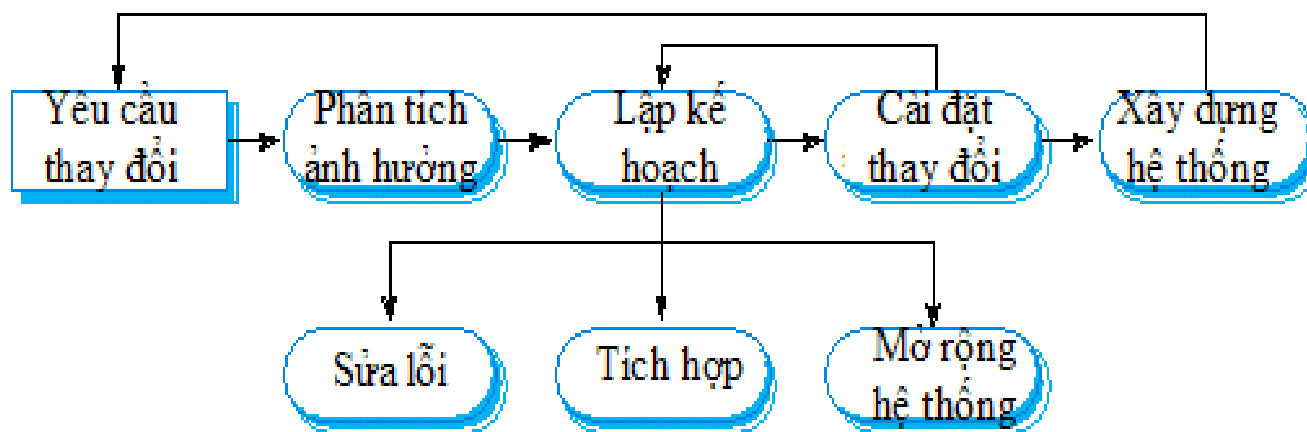 Yêu cầu
thay đổi
Phân tích
ảnh hưởng
Lập kế
hoạch
Cài đặt
thay đổi
Xây dựng
hệ thống
Sửa lỗi
Tích hợp
Mở rộng
hệ thống